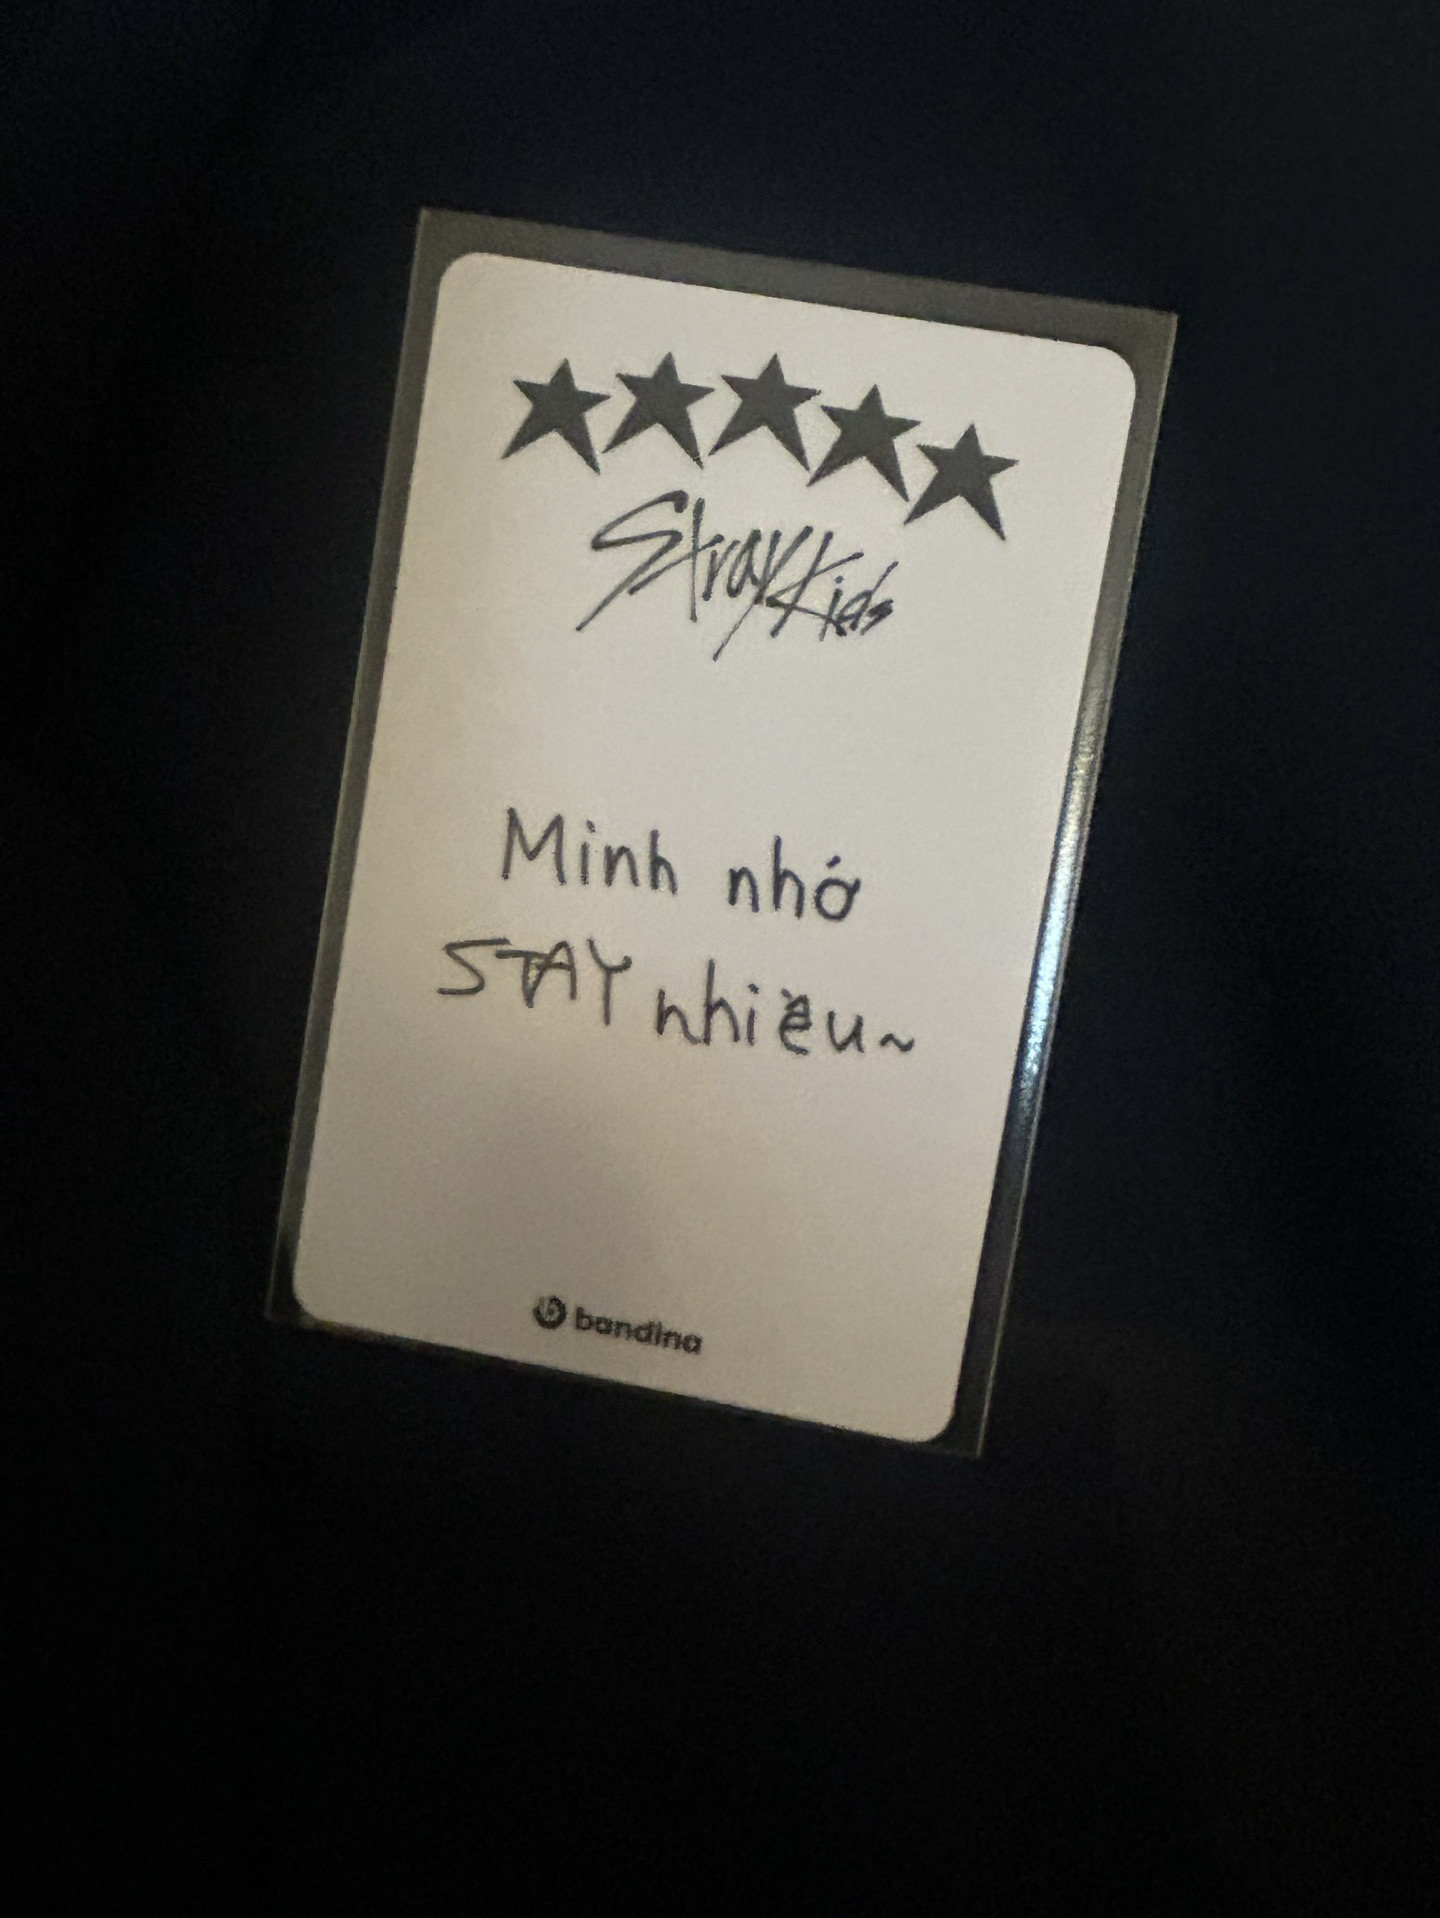 ★★★★★
Stray Kids
Minh nhớ
STAY nhiều~
bandina